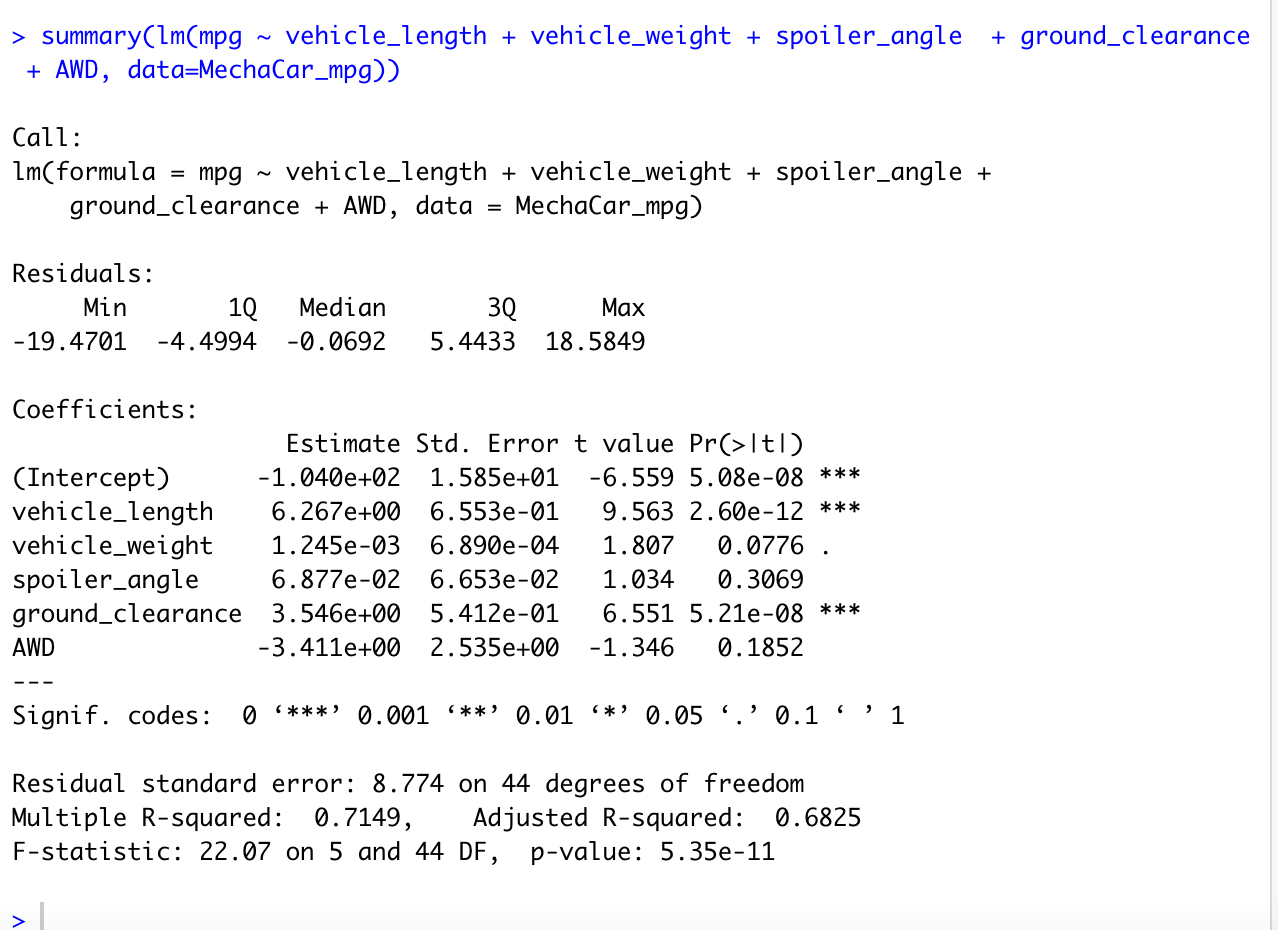 > summary(lm(mpg ~ vehicle_length + vehicle_weight + spoiler_angle  + ground_clearance
 + AWD, data=MechaCar_mpg))
Call:
lm(formula = mpg ~ vehicle_length + vehicle_weight + spoiler_angle +
    ground_clearance + AWD, data = MechaCar_mpg)
Residuals:
     Min       1Q   Median       3Q      Max
-19.4701  -4.4994  -0.0692   5.4433  18.5849
Coefficients:
                   Estimate Std. Error t value Pr(>|t|)
(Intercept)      -1.040e+02  1.585e+01  -6.559 5.08e-08 ***
vehicle_length    6.267e+00  6.553e-01   9.563 2.60e-12 ***
vehicle_weight    1.245e-03  6.890e-04   1.807   0.0776 .
spoiler_angle     6.877e-02  6.653e-02   1.034   0.3069
ground_clearance  3.546e+00  5.412e-01   6.551 5.21e-08 ***
AWD              -3.411e+00  2.535e+00  -1.346   0.1852
---
Signif. codes:  0 ‘***’ 0.001 ‘**’ 0.01 ‘*’ 0.05 ‘.’ 0.1 ‘ ’ 1
Residual standard error: 8.774 on 44 degrees of freedom
Multiple R-squared:  0.7149,    Adjusted R-squared:  0.6825
F-statistic: 22.07 on 5 and 44 DF,  p-value: 5.35e-11
>